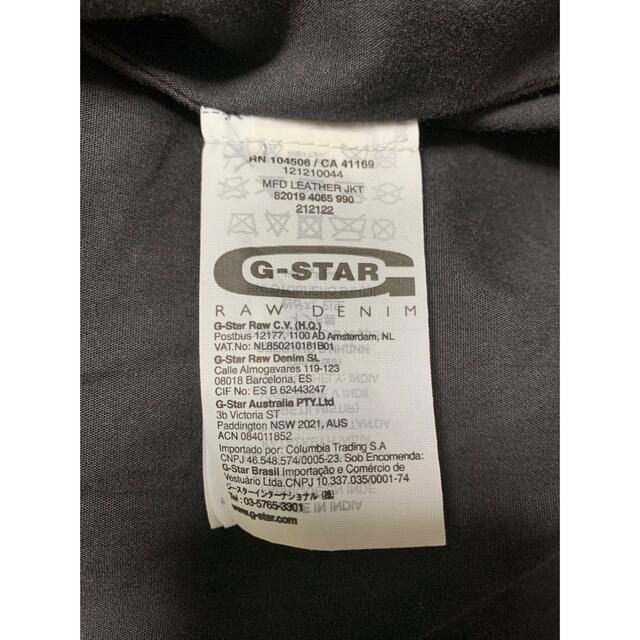 RN 104506 / CA 41169
121210044
MFD LEATHER JKT
82019 4065 990
212122
G-STAR
RAW DENIM
G-Star Raw C.V. (H.Q.)
Postbus 12177, 1100 AD Amsterdam, NL
VAT.No: NL850210161B01
G-Star Raw Denim SL
Calle Almogavares 119-123
08018 Barcelona, ES
CIF No: ES B 62443247
G-Star Australia PTY.Ltd
3b Victoria ST
Paddington NSW 2021, AUS
ACN 084011852
Importado por: Columbia Trading S.A
CNPJ 46.548.574/0005-23. Sob Encomenda:
G-Star Brasil Importação e Comércio de
Vestuário Ltda.CNPJ 10.337.035/0001-74
ジースターインターナショナル (株)
Tel : 03-5765-3301
www.g-star.com